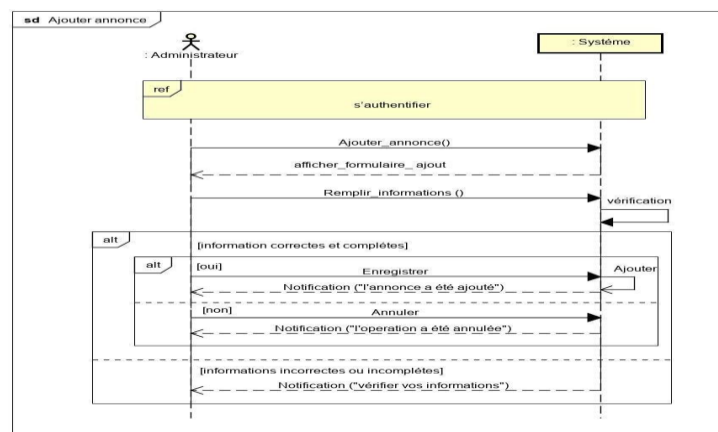 sd Ajouter annonce
: Administrateur
: Systéme
ref
s'authentifier
Ajouter_annonce()
afficher_formulaire_ ajout
Remplir_informations ()
vérification
alt
[information correctes et complétes]
alt
[oui]
Enregistrer
Ajouter
Notification ("l'annonce a été ajouté")
[non]
Annuler
Notification ("l'operation a été annulée")
[informations incorrectes ou incomplétes]
Notification ("vérifier vos informations")